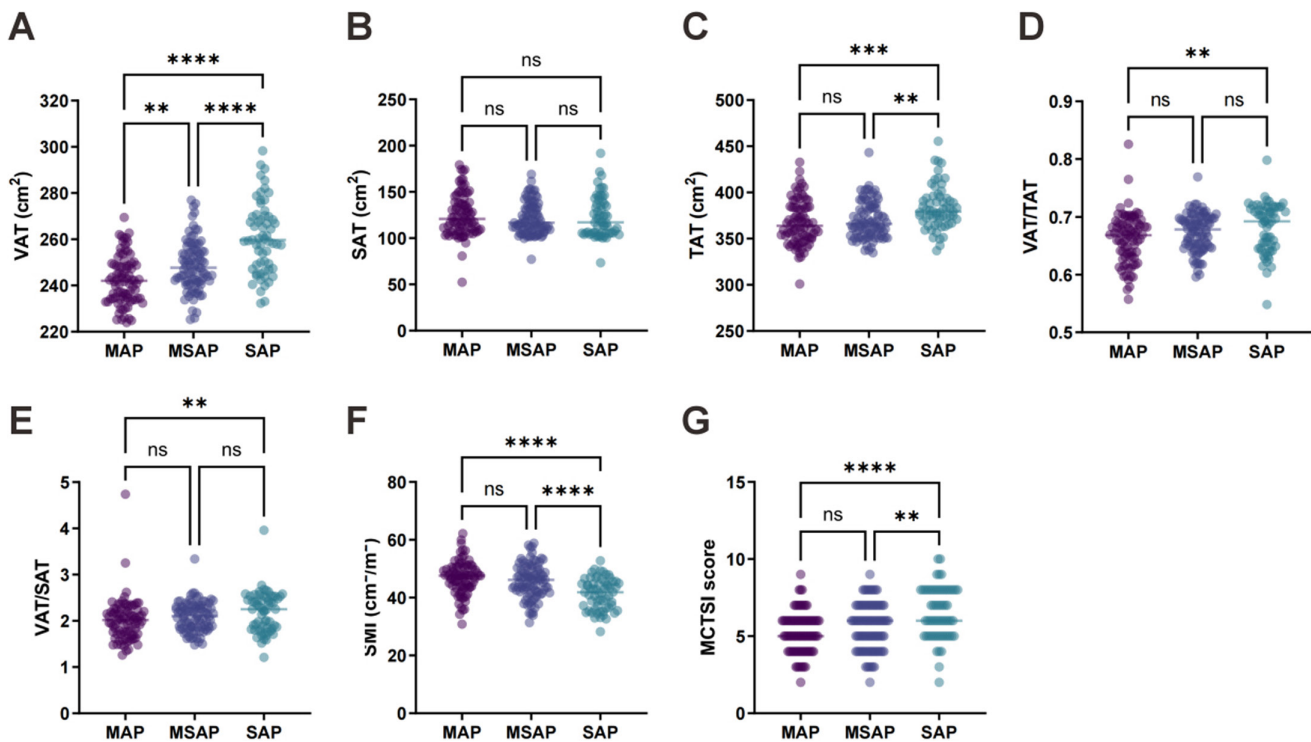 A
****
** ****
320
300
280
260
240
220
VAT (cm²)
MAP MSAP SAP
B
ns
ns ns
250
200
150
100
50
0
SAT (cm²)
MAP MSAP SAP
C
***
ns **
500
450
400
350
300
250
TAT (cm²)
MAP MSAP SAP
D
**
ns ns
0.9
0.8
0.7
0.6
0.5
VAT/TAT
MAP MSAP SAP
E
**
ns ns
5
4
3
2
1
0
VAT/SAT
MAP MSAP SAP
F
****
ns ****
80
60
40
20
0
SMI (cm⁻/m⁻)
MAP MSAP SAP
G
****
ns **
15
10
5
0
MCTSI score
MAP MSAP SAP